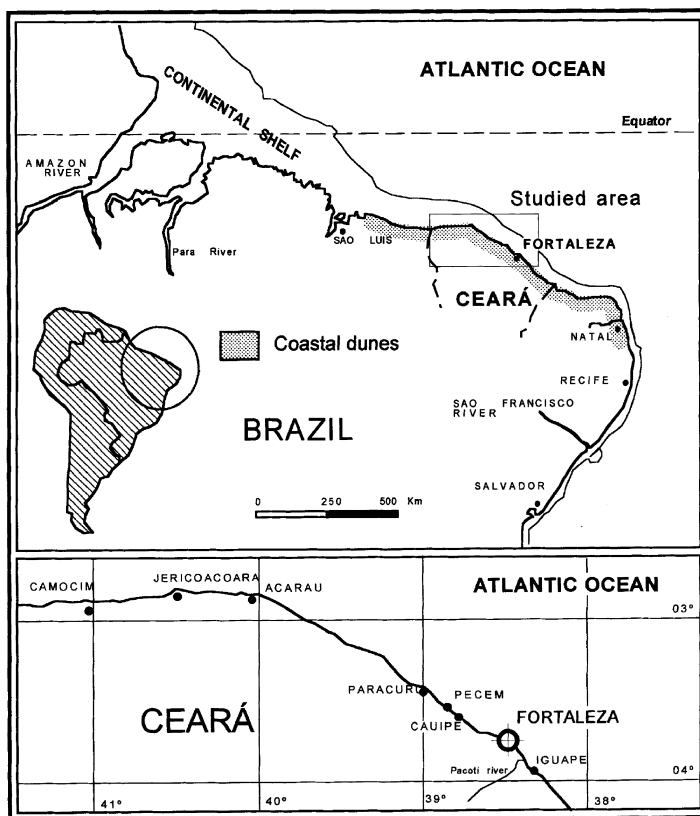 ATLANTIC OCEAN
CONTINENTAL SHELF
Equator
AMAZON
RIVER
Studied area
Para River
SAO LUIS
FORTALEZA
CEARÁ
Coastal dunes
NATAL
RECIFE
SAO FRANCISCO
RIVER
BRAZIL
SALVADOR
0 250 500 Km
CAMOCIM
JERICOACOARA
ACARAU
ATLANTIC OCEAN
03°
PARACURU
PECEM
CAUIPE
CEARÁ
FORTALEZA
Pacoti river
IGUAPE
04°
41° 40° 39° 38°